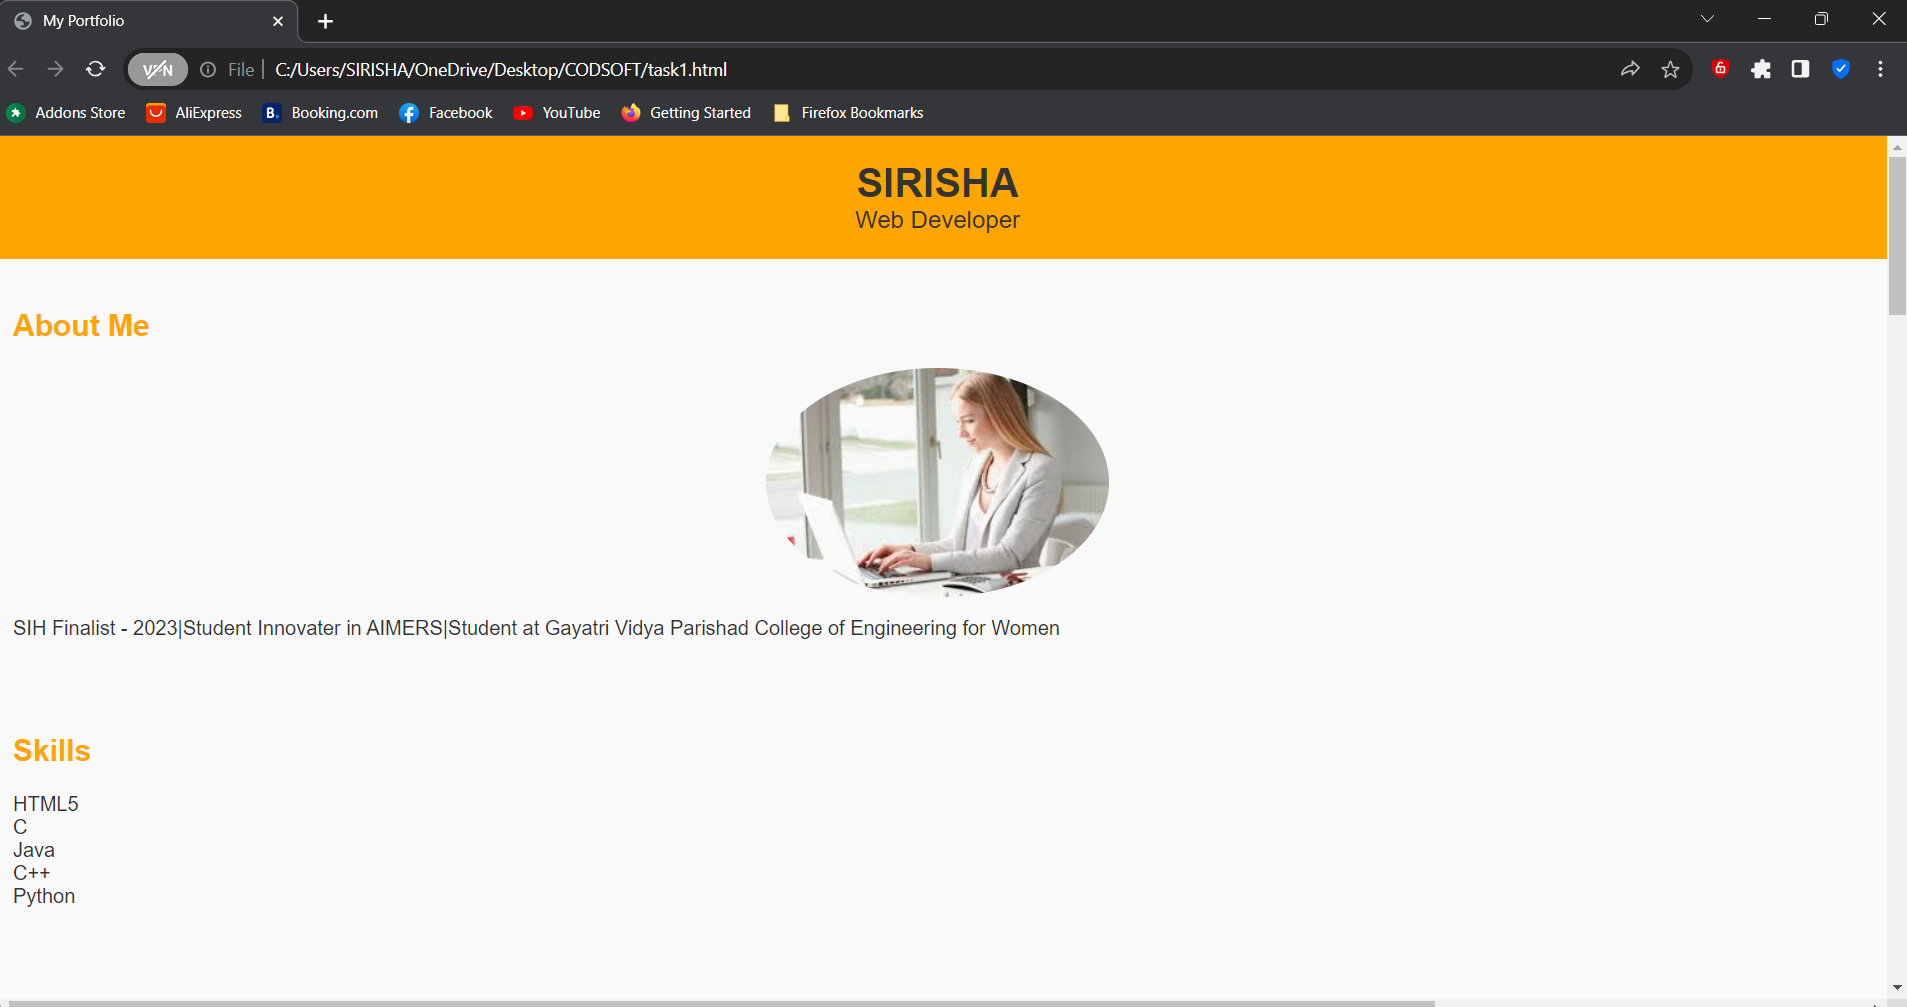 My Portfolio
VPN File C:/Users/SIRISHA/OneDrive/Desktop/CODSOFT/task1.html
Addons Store AliExpress B. Booking.com Facebook YouTube Getting Started Firefox Bookmarks
SIRISHA
Web Developer
About Me
SIH Finalist - 2023|Student Innovater in AIMERS|Student at Gayatri Vidya Parishad College of Engineering for Women
Skills
HTML5
C
Java
C++
Python